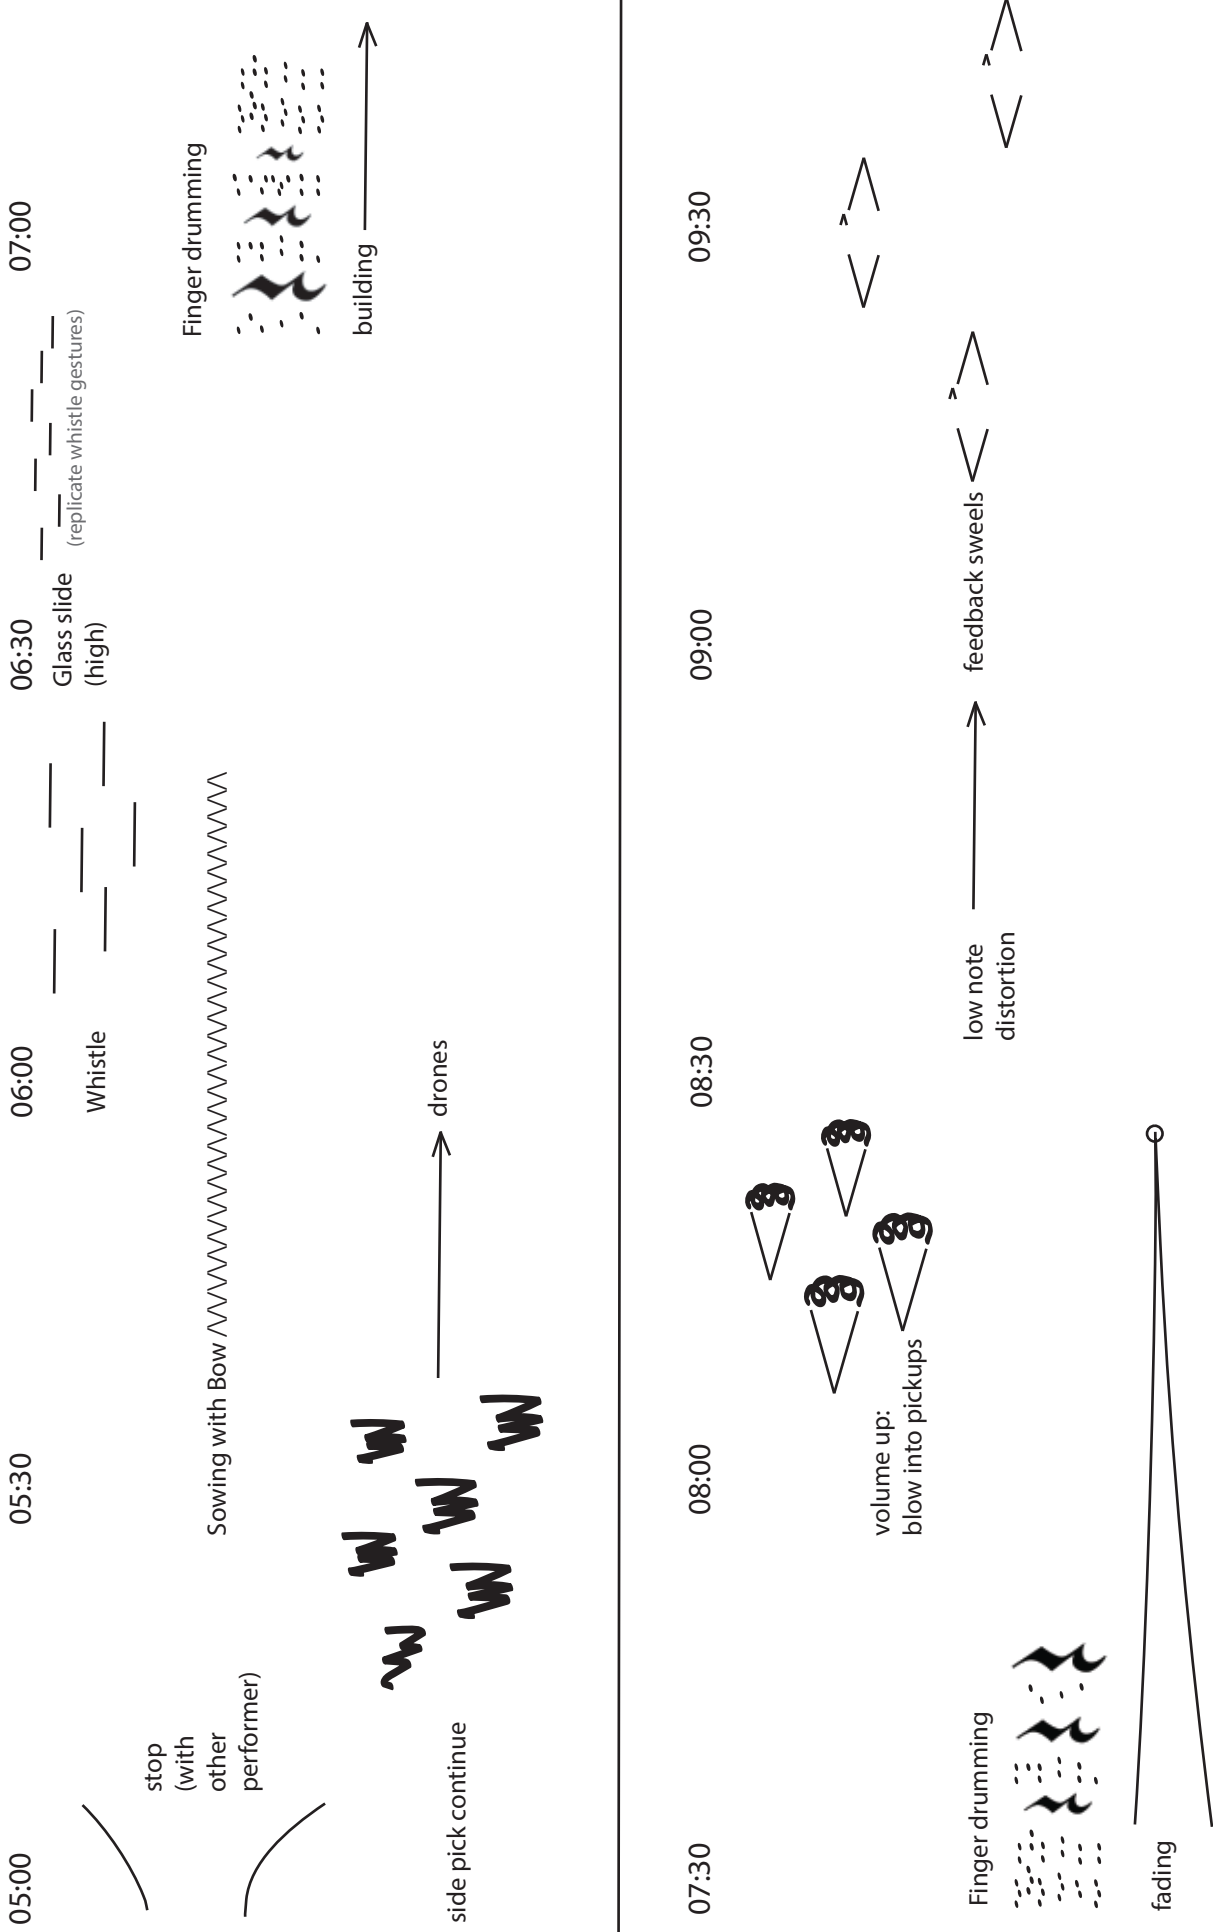 05:00
05:30
06:00
06:30
07:00
stop
(with
other
performer)
side pick continue
Sowing with Bow
drones
Whistle
Glass slide
(high)
(replicate whistle gestures)
Finger drumming
building
07:30
08:00
08:30
09:00
09:30
Finger drumming
fading
volume up:
blow into pickups
low note
distortion
feedback sweels